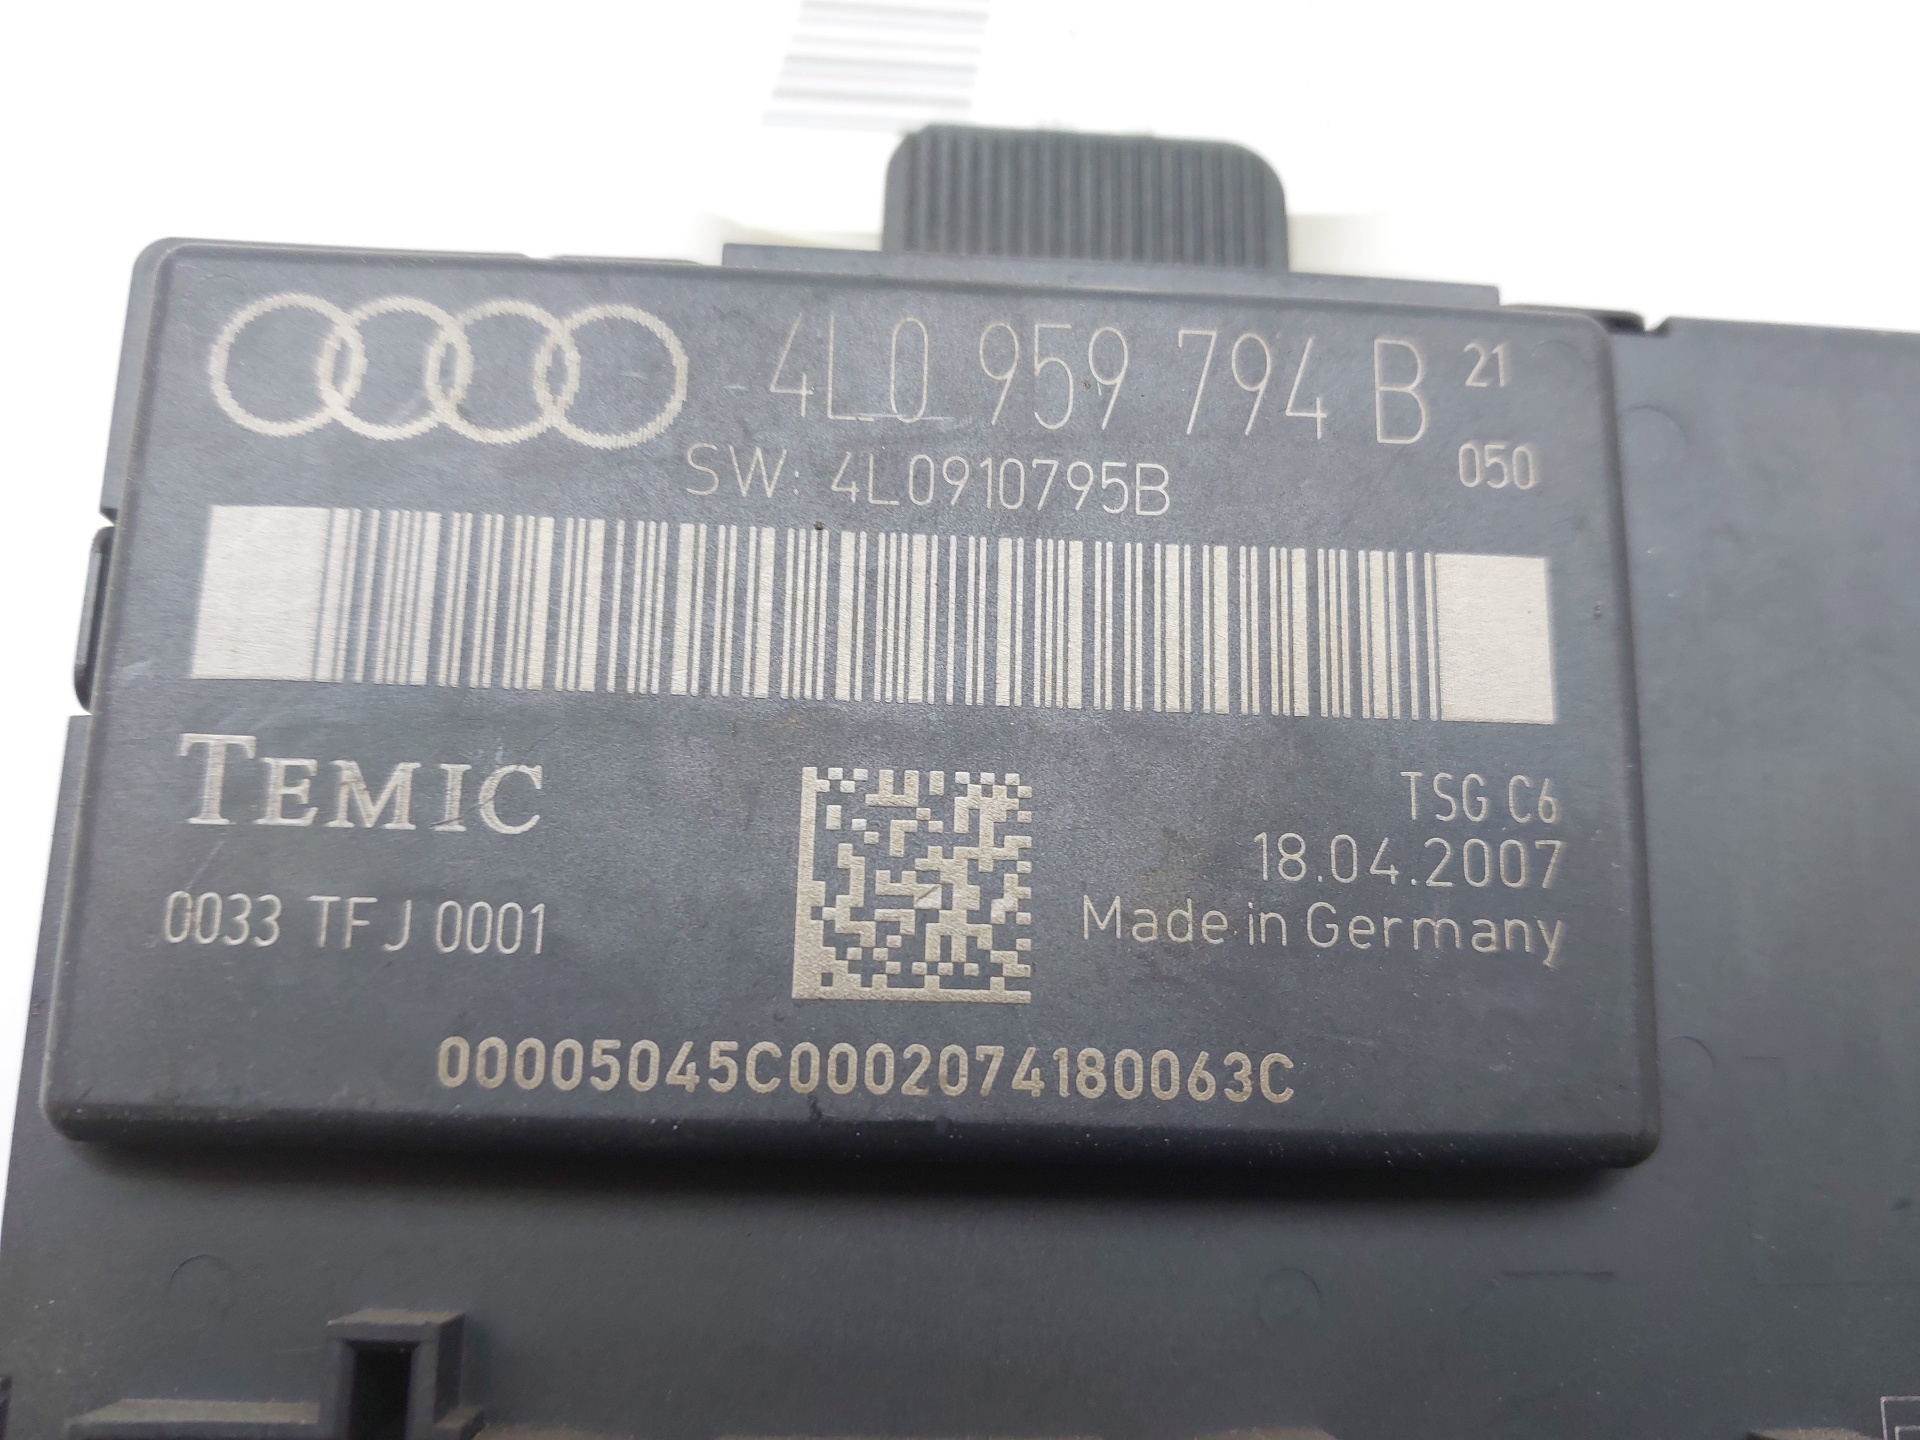 4L0 959 794 B 21
SW: 4L0910795B 050
TEMIC
TSG C6
18.04.2007
0033 TFJ 0001
Made in Germany
00005045C0002074180063C